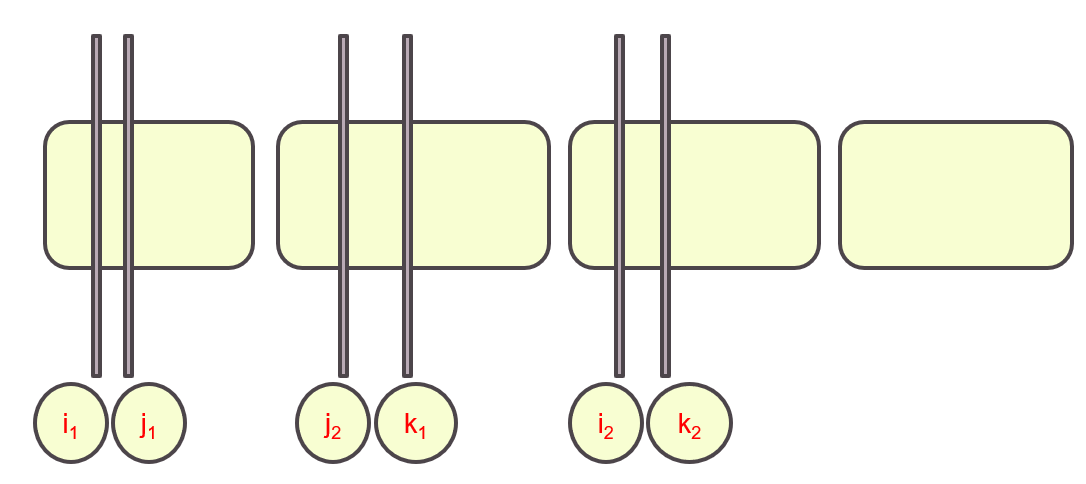 i₁ j₁ j₂ k₁ i₂ k₂